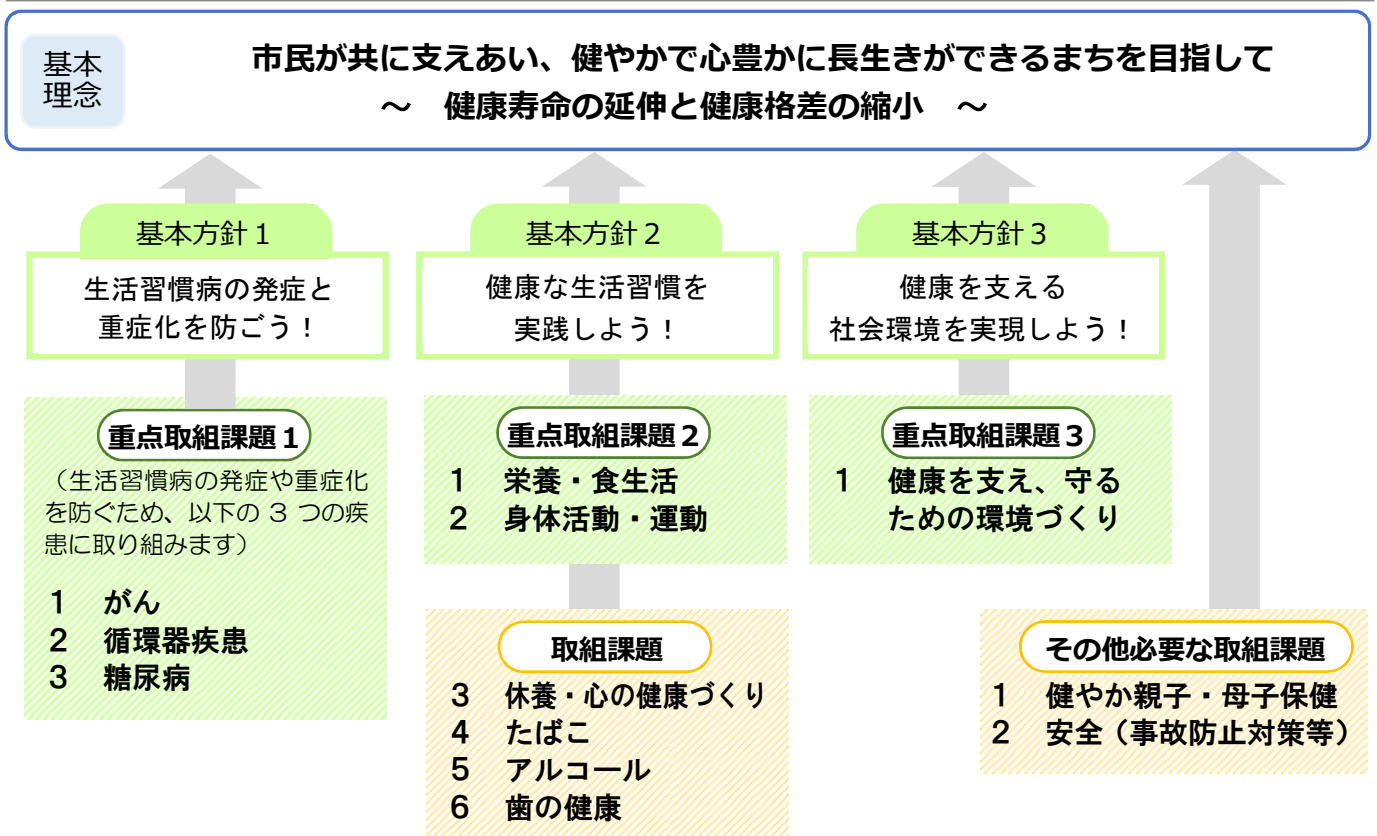 基本
理念
市民が共に支えあい、健やかで心豊かに長生きができるまちを目指して
～　健康寿命の延伸と健康格差の縮小　～
基本方針１
生活習慣病の発症と
重症化を防ごう！
重点取組課題１
（生活習慣病の発症や重症化
を防ぐため、以下の 3 つの疾
患に取り組みます）
１　がん
２　循環器疾患
３　糖尿病
基本方針２
健康な生活習慣を
実践しよう！
重点取組課題２
１　栄養・食生活
２　身体活動・運動
取組課題
３　休養・心の健康づくり
４　たばこ
５　アルコール
６　歯の健康
基本方針３
健康を支える
社会環境を実現しよう！
重点取組課題３
１　健康を支え、守る
ための環境づくり
その他必要な取組課題
１　健やか親子・母子保健
２　安全（事故防止対策等）